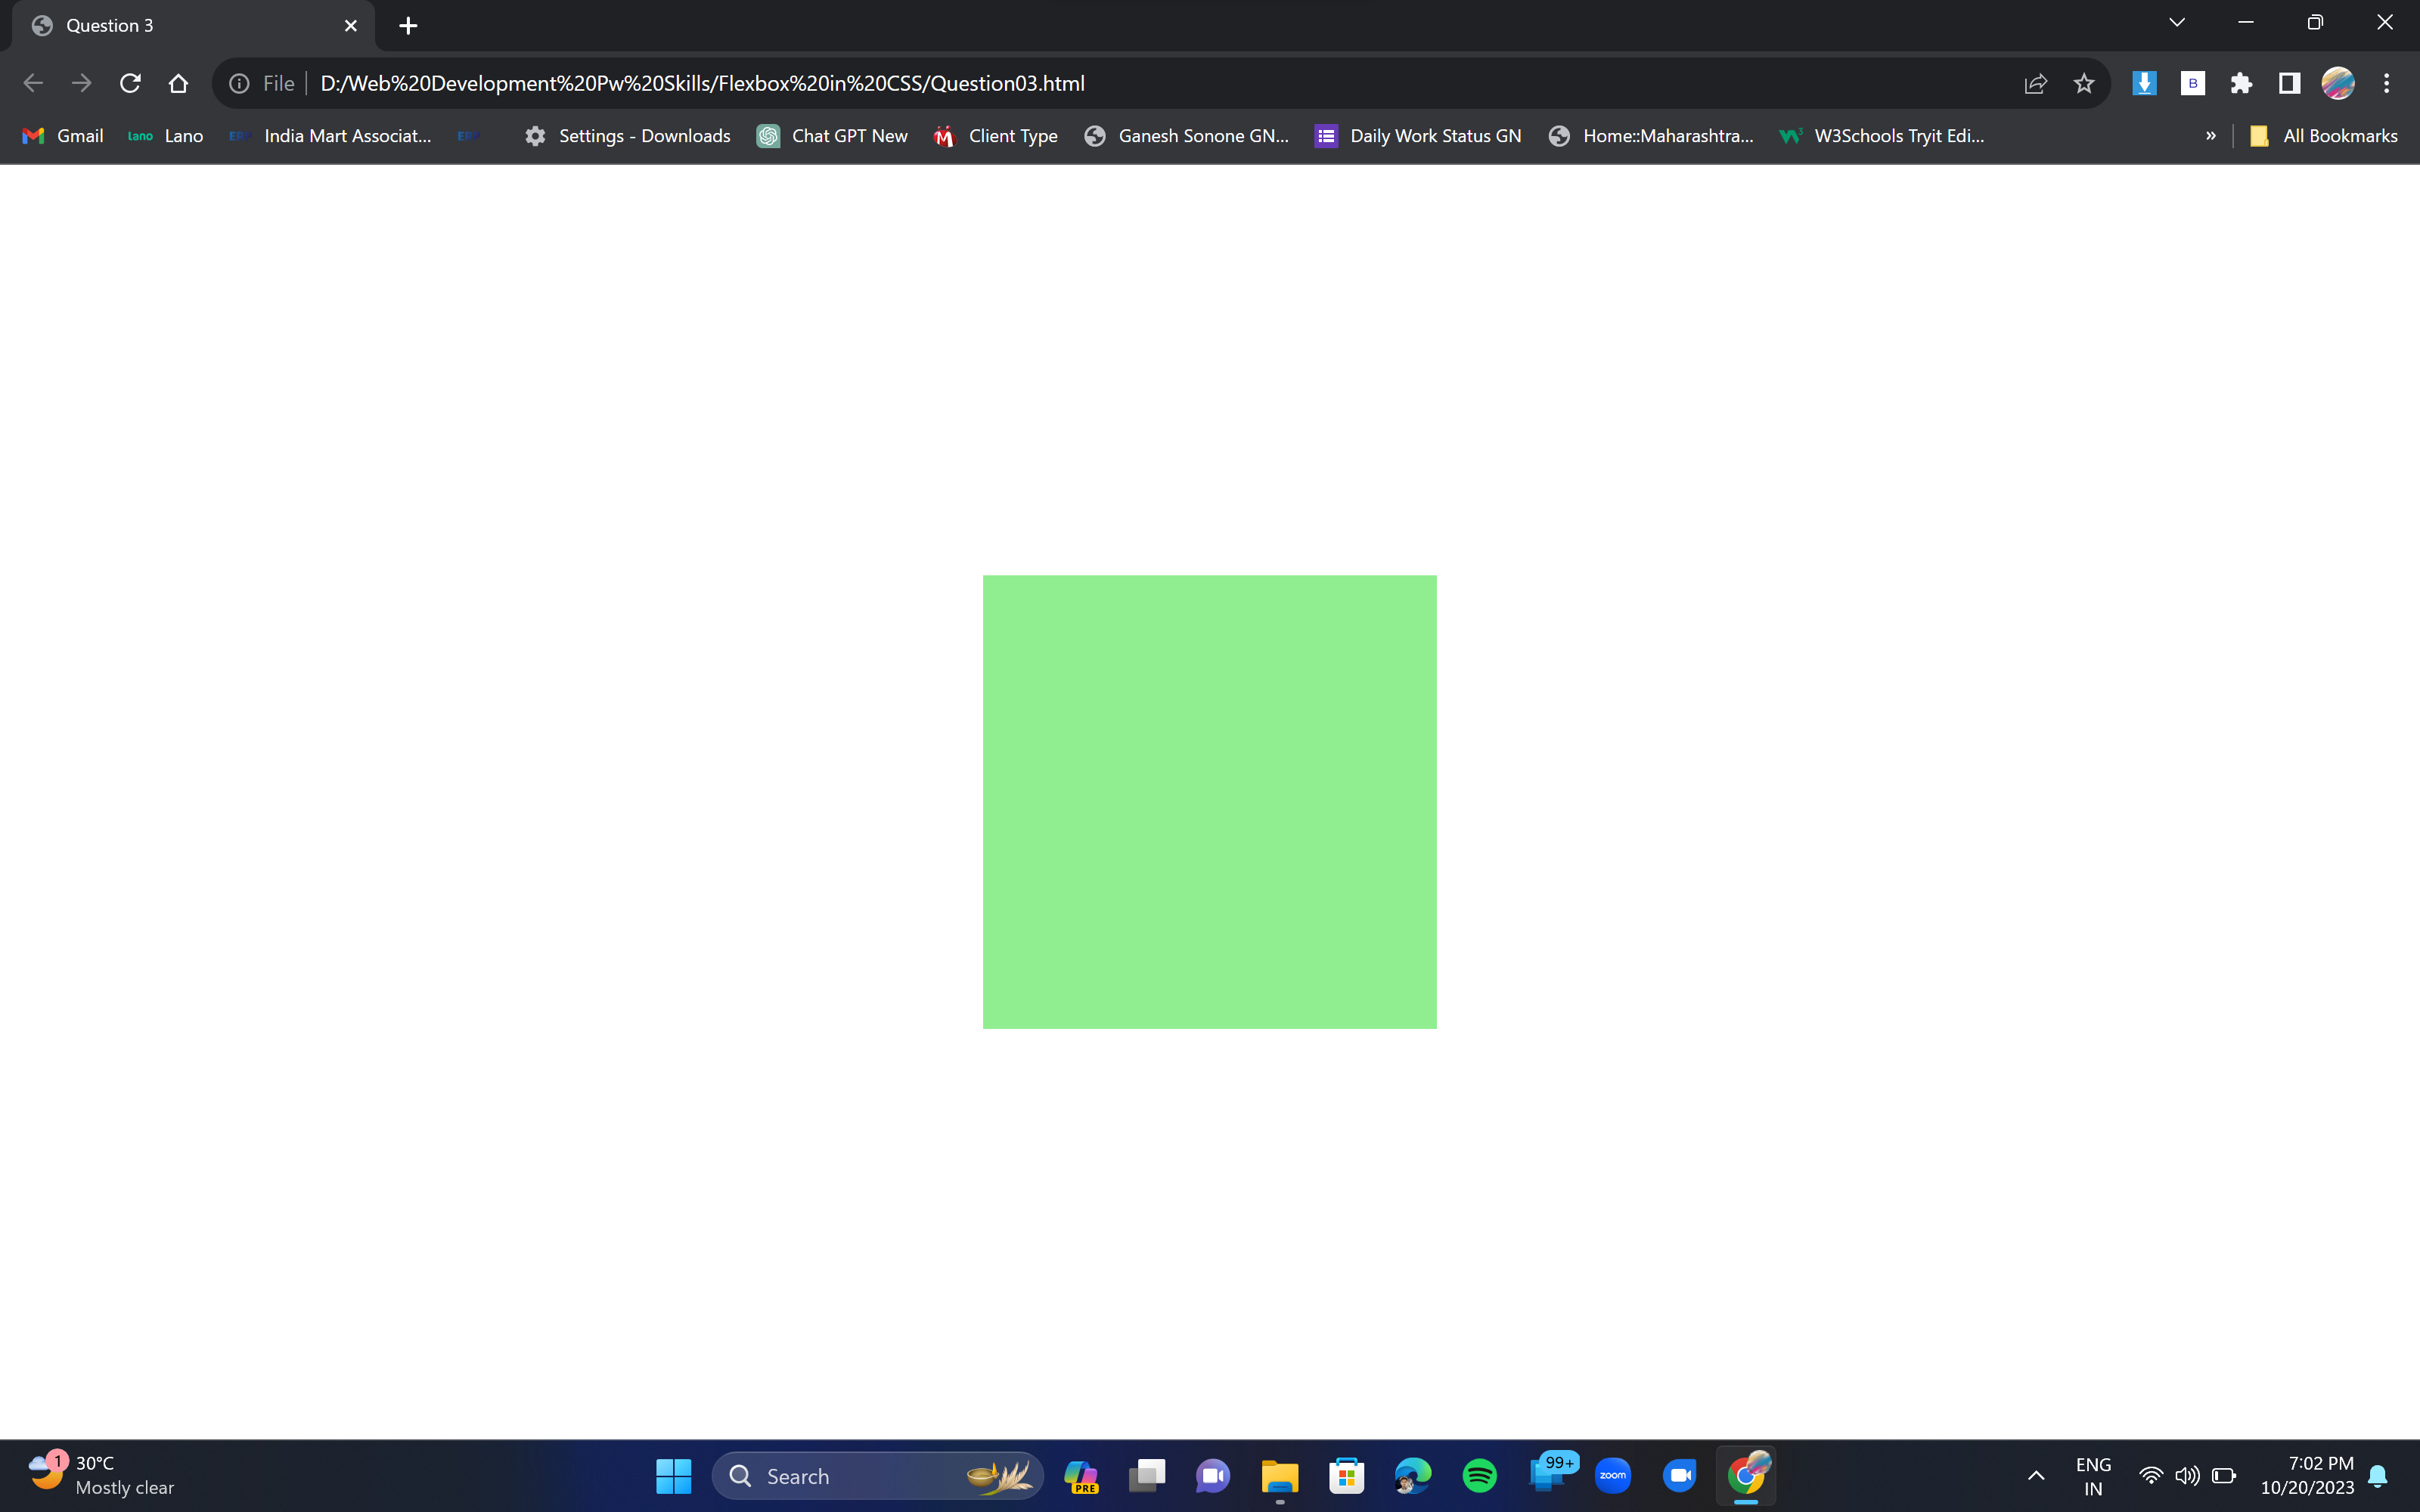 Question 3
File D:/Web%20Development%20Pw%20Skills/Flexbox%20in%20CSS/Question03.html
B
Gmail lano Lano India Mart Associat... Settings - Downloads Chat GPT New Client Type Ganesh Sonone GN... Daily Work Status GN Home::Maharashtra... W3Schools Tryit Edi... » All Bookmarks
1 30°C
Mostly clear
Search
PRE
99+
zoom
ENG
IN
7:02 PM
10/20/2023